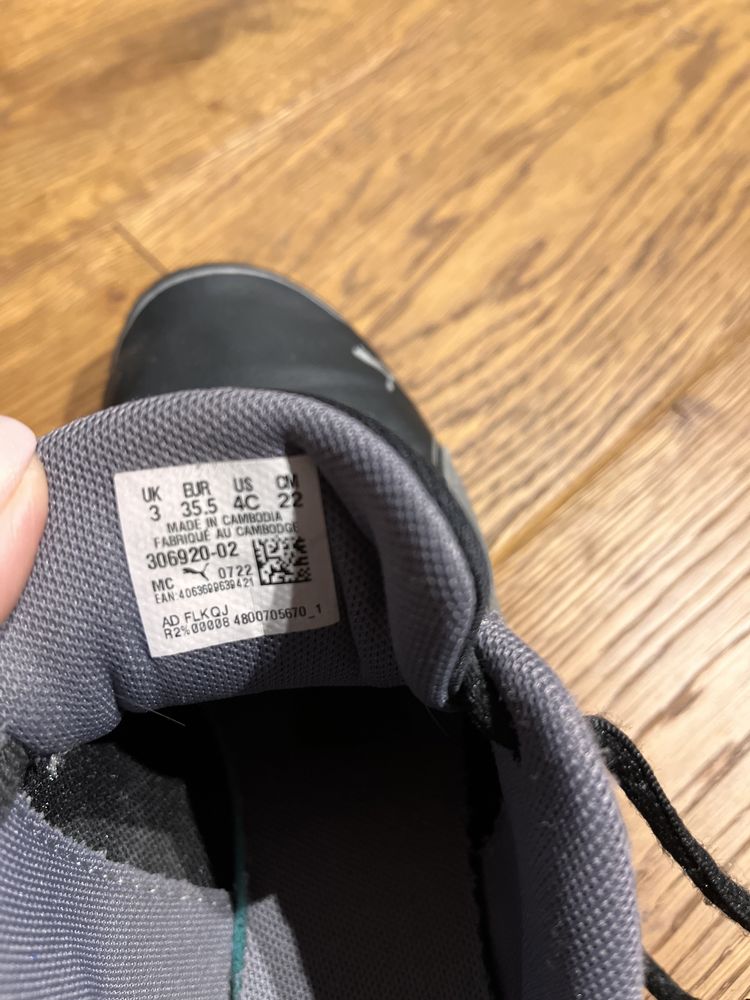 UK EUR US CM
3 35.5 4C 22
MADE IN CAMBODIA
FABRIQUÉ AU CAMBODGE
306920-02
MC 0722
EAN:4063699639421
AD FLKQJ
R2%00008 4800705670_1